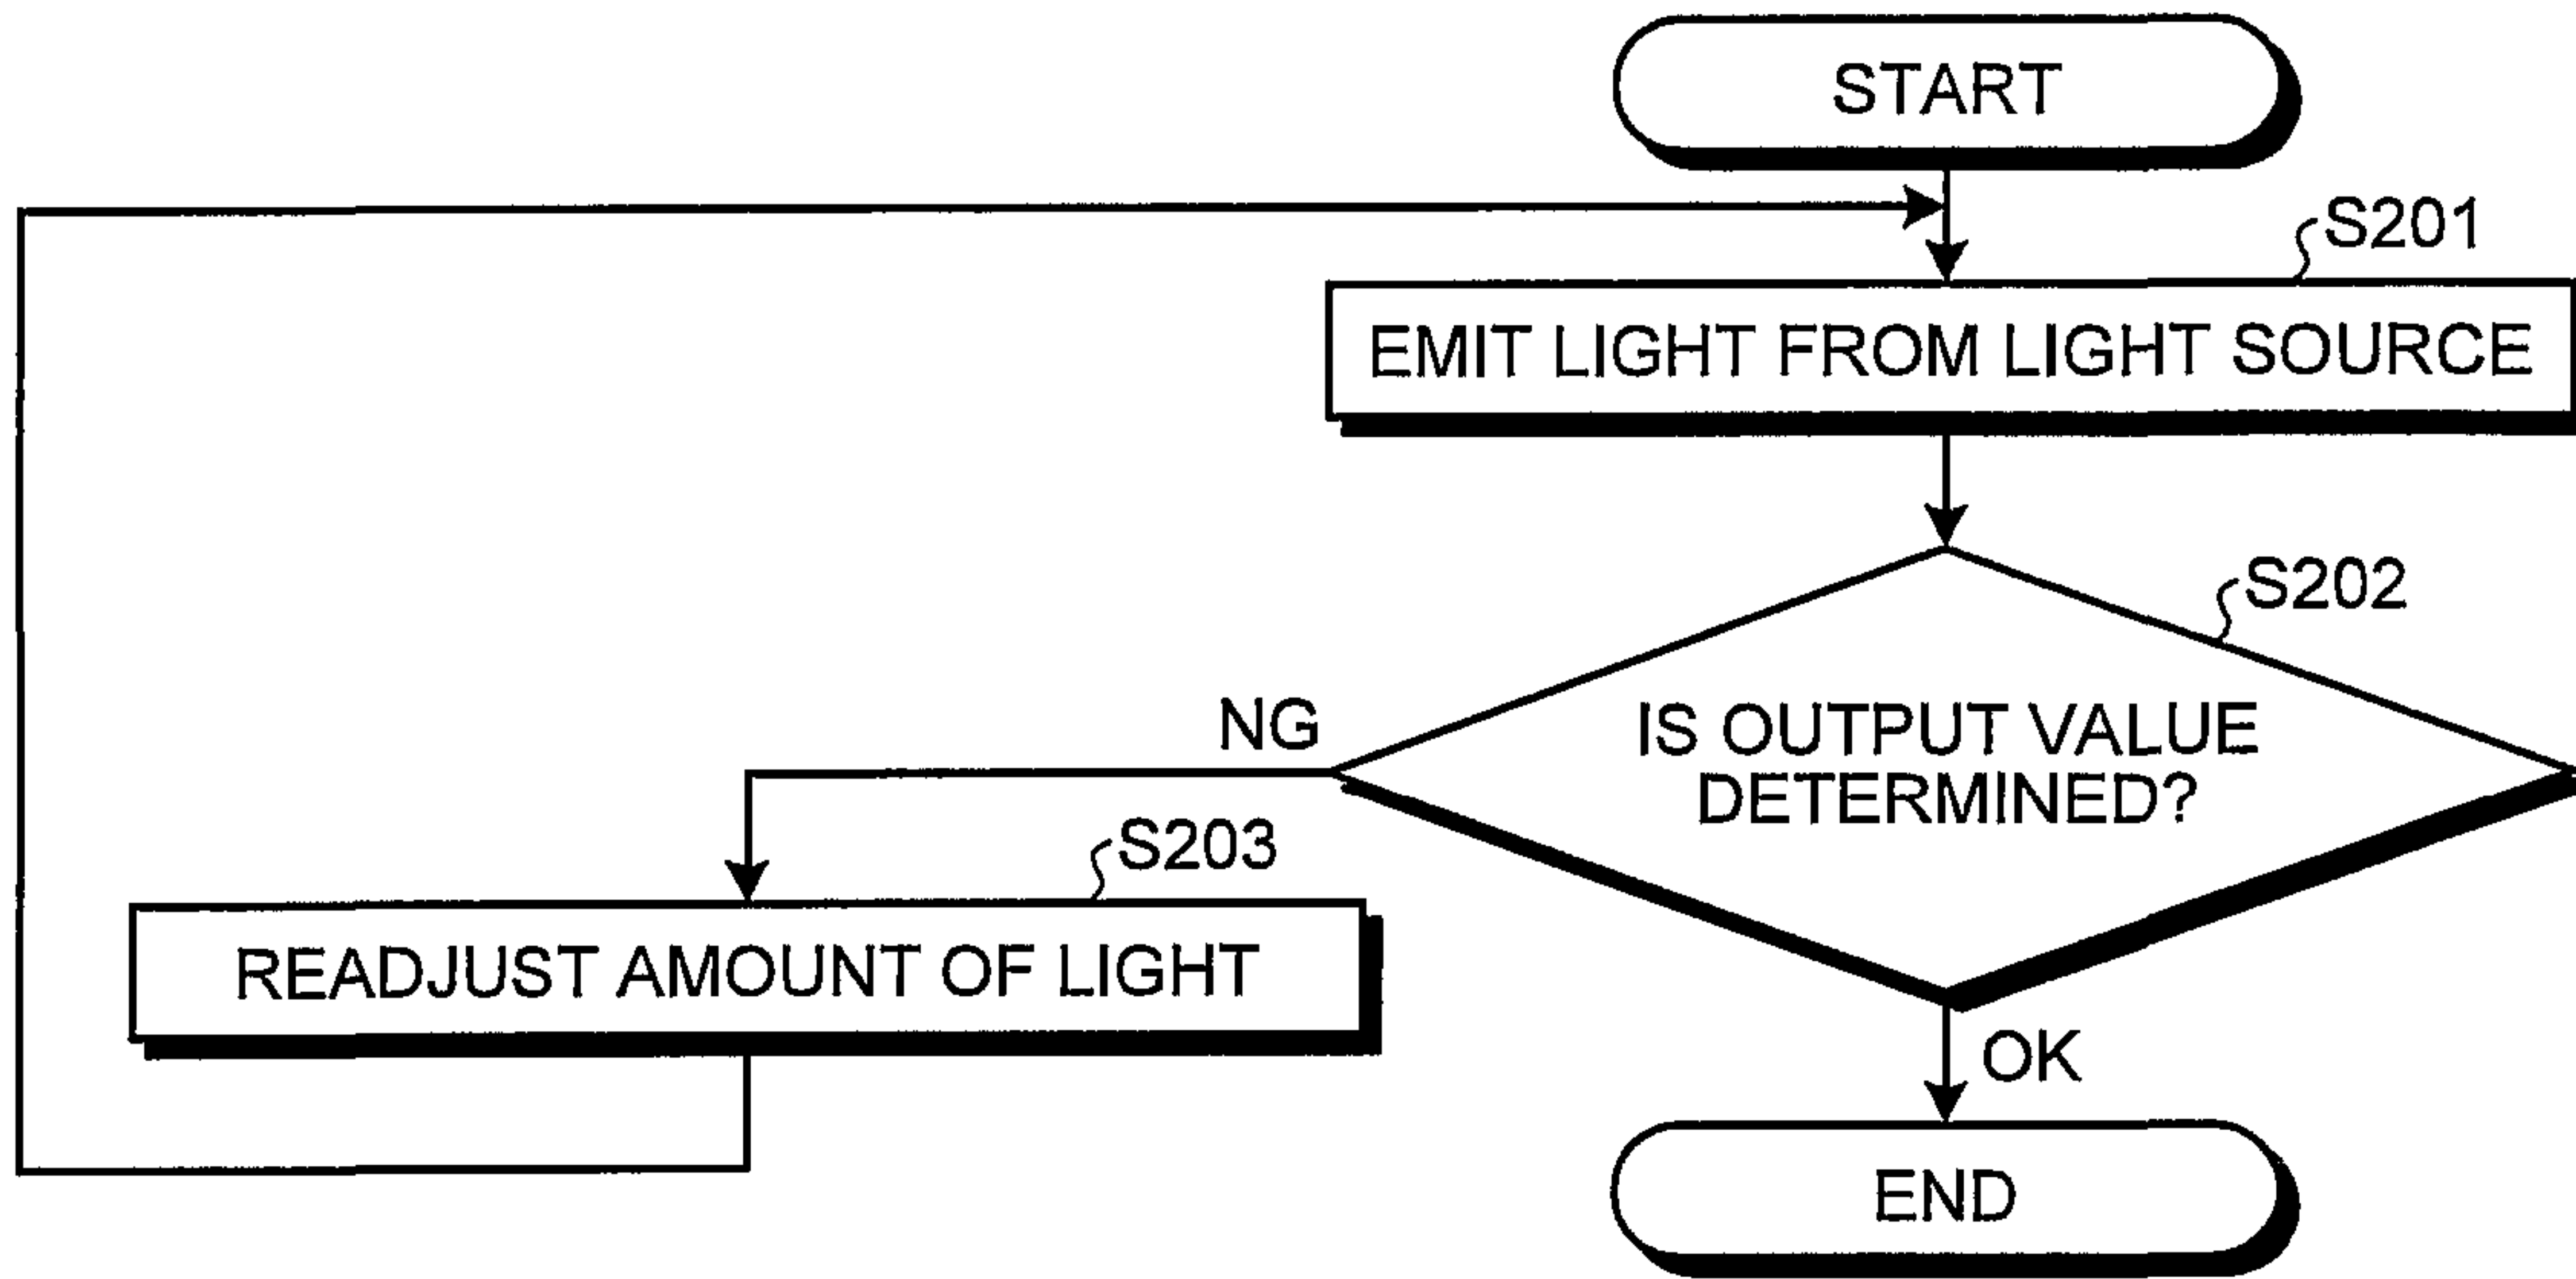 START
S201
EMIT LIGHT FROM LIGHT SOURCE
S202
IS OUTPUT VALUE
DETERMINED?
NG
S203
READJUST AMOUNT OF LIGHT
OK
END